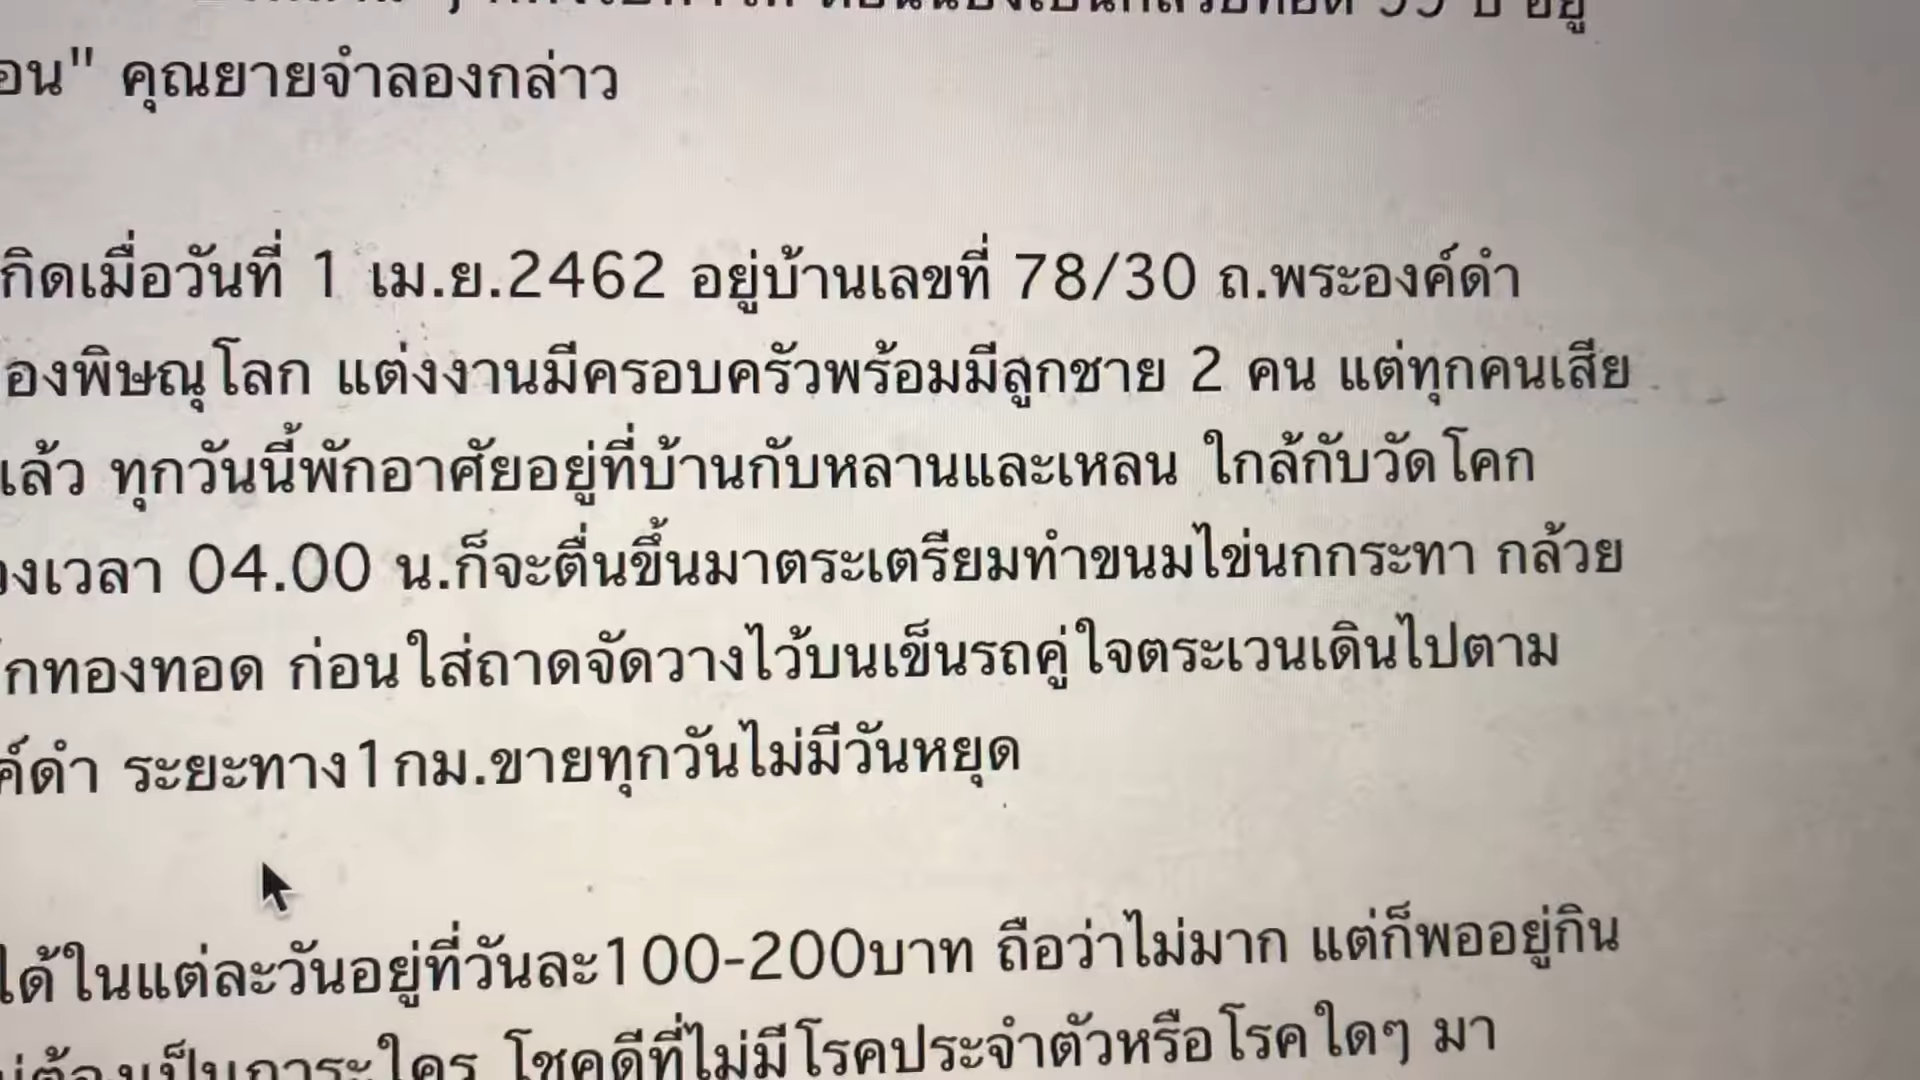 อน" คุณยายจำลองกล่าว
กิดเมื่อวันที่ 1 เม.ย.2462 อยู่บ้านเลขที่ 78/30 ถ.พระองค์ดำ
องพิษณุโลก แต่งงานมีครอบครัวพร้อมมีลูกชาย 2 คน แต่ทุกคนเสีย
แล้ว ทุกวันนี้พักอาศัยอยู่ที่บ้านกับหลานและเหลน ใกล้กับวัดโคก
งเวลา 04.00 น.ก็จะตื่นขึ้นมาตระเตรียมทำขนมไข่นกกระทา กล้วย
ักทองทอด ก่อนใส่ถาดจัดวางไว้บนเข็นรถคู่ใจตระเวนเดินไปตาม
ค์ดำ ระยะทาง1กม.ขายทุกวันไม่มีวันหยุด
ได้ในแต่ละวันอยู่ที่วันละ100-200บาท ถือว่าไม่มาก แต่ก็พออยู่กิน
ต้องเป็นภาระใคร โชคดีที่ไม่มีโรคประจำตัวหรือโรคใดๆ มา